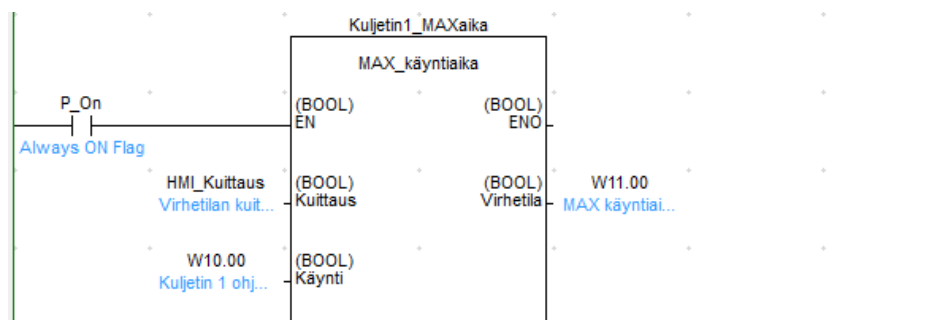 Kuljetin1_MAXaika
MAX_käyntiaika
P_On
(BOOL) (BOOL)
EN ENO
Always ON Flag
HMI_Kuittaus (BOOL) (BOOL) W11.00
Virhetilan kuit... Kuittaus Virhetila MAX käyntiai...
W10.00 (BOOL)
Kuljetin 1 ohj... Käynti